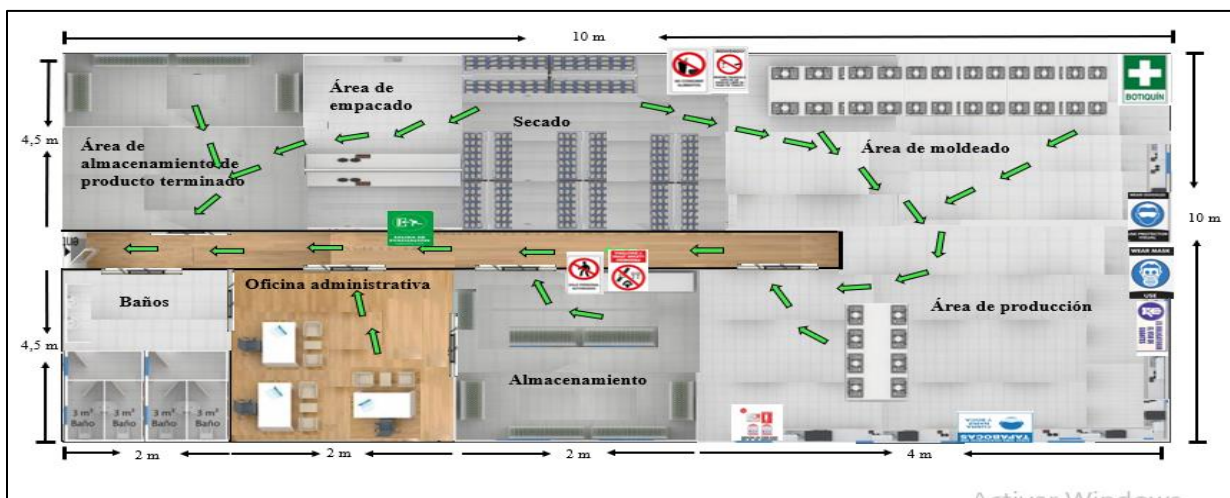 10 m
Área de
empacado
Secado
BOTIQUÍN
4,5 m
Área de
almacenamiento de
producto terminado
Área de moldeado
10 m
WEAR MASK
USE
Baños
Oficina administrativa
Área de producción
4,5 m
Almacenamiento
3 m²
Baño
3 m²
Baño
3 m²
Baño
3 m²
Baño
TAPABOCAS
2 m
2 m
2 m
4 m
Activar Windows